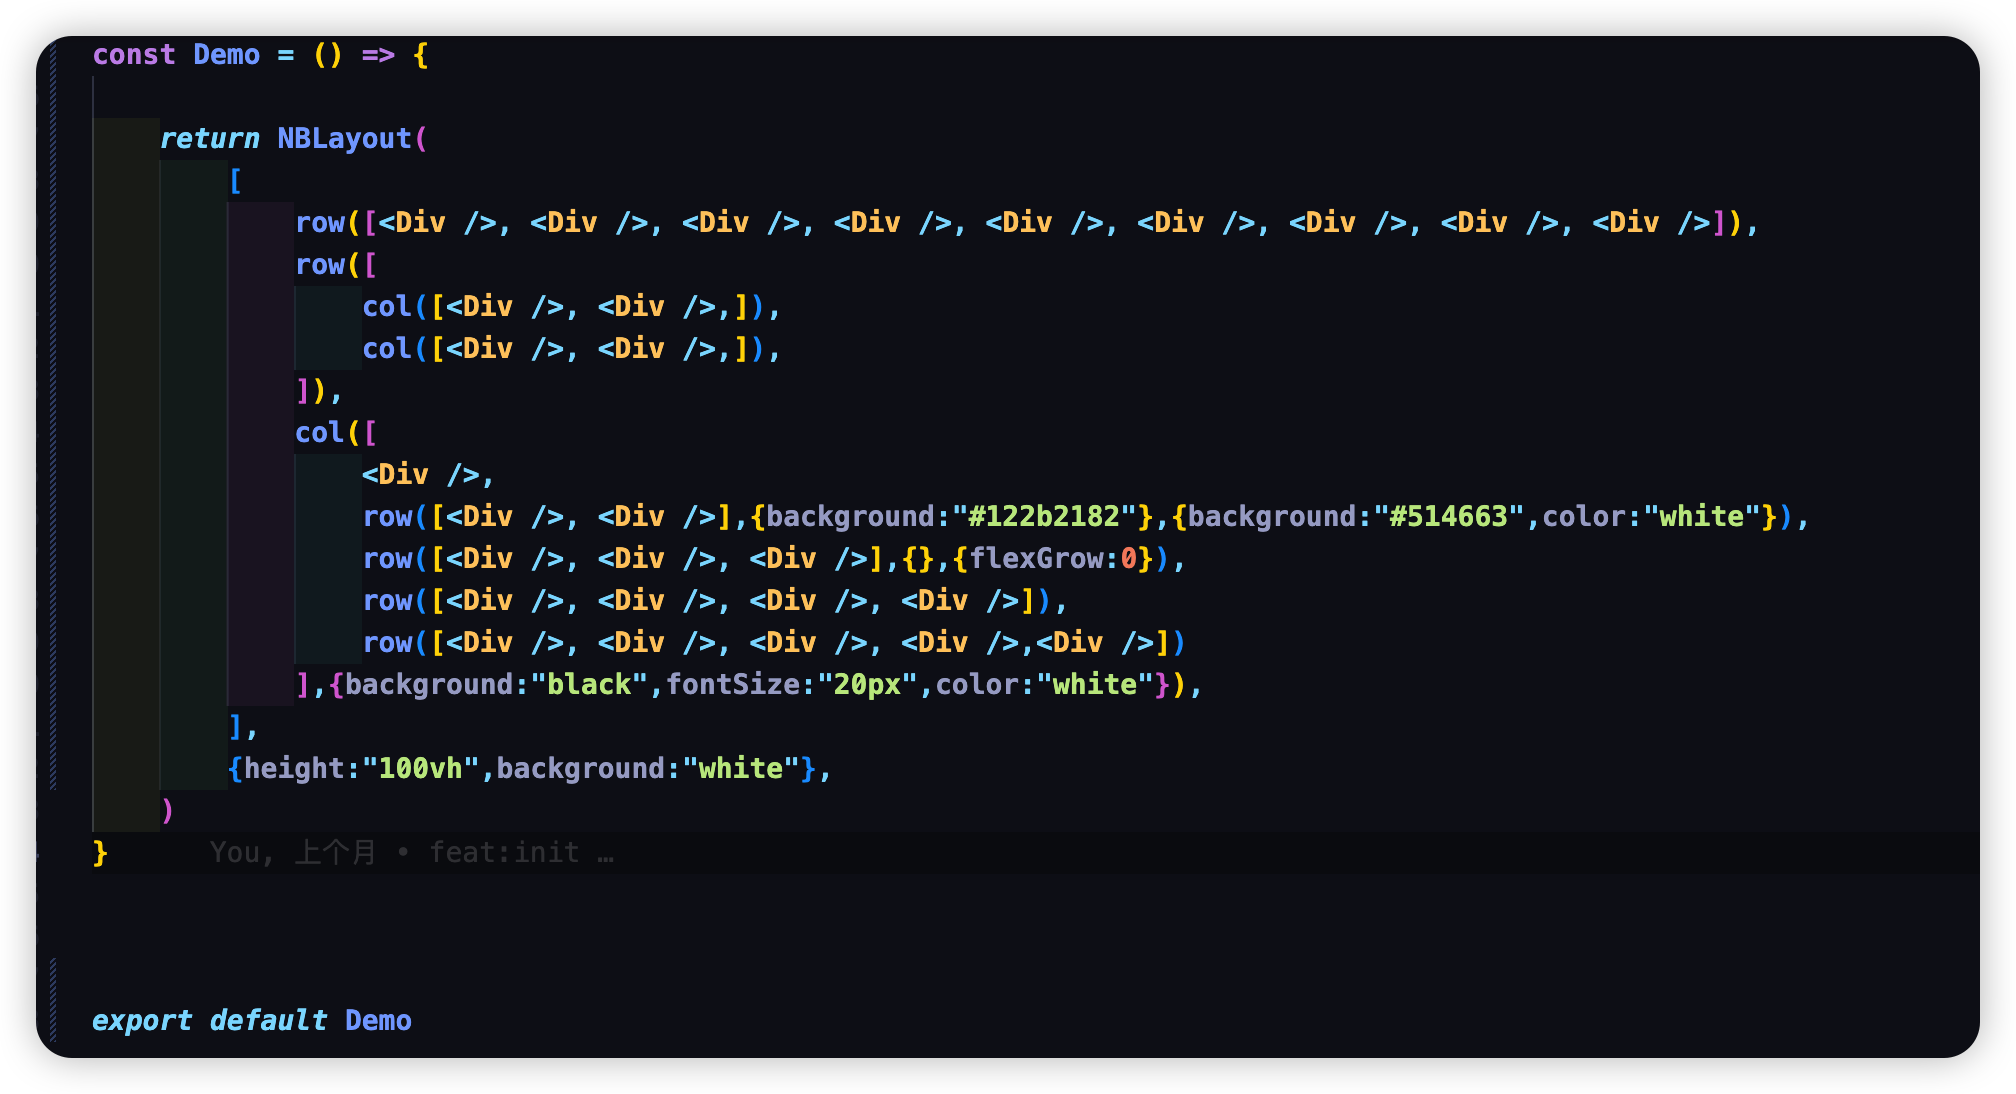 const Demo = () => {
return NBLayout(
[
row([<Div />, <Div />, <Div />, <Div />, <Div />, <Div />, <Div />, <Div />, <Div />]),
row([
col([<Div />, <Div />,]),
col([<Div />, <Div />,]),
]),
col([
<Div />,
row([<Div />, <Div />],{background:"#122b2182"},{background:"#514663",color:"white"}),
row([<Div />, <Div />, <Div />],{},{flexGrow:0}),
row([<Div />, <Div />, <Div />, <Div />]),
row([<Div />, <Div />, <Div />, <Div />,<Div />])
],{background:"black",fontSize:"20px",color:"white"}),
],
{height:"100vh",background:"white"},
)
} You, 上个月 • feat:init …
export default Demo